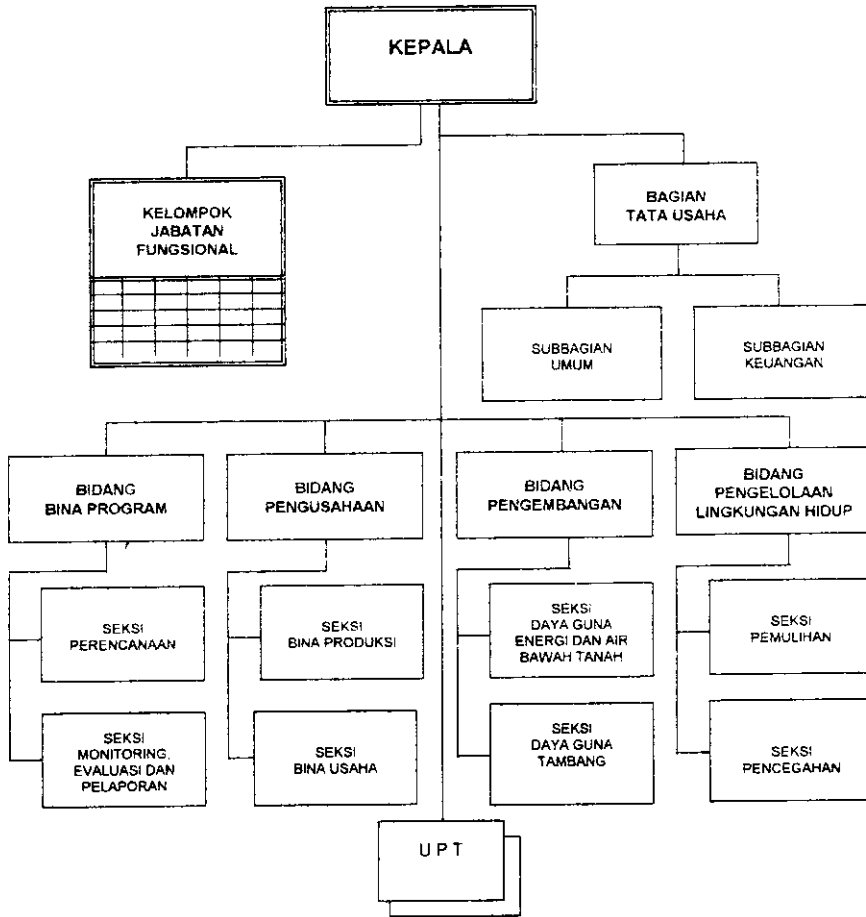 KEPALA
KELOMPOK
JABATAN
FUNGSIONAL
BAGIAN
TATA USAHA
SUBBAGIAN
UMUM
SUBBAGIAN
KEUANGAN
BIDANG
BINA PROGRAM
BIDANG
PENGUSAHAAN
BIDANG
PENGEMBANGAN
BIDANG
PENGELOLAAN
LINGKUNGAN HIDUP
SEKSI
PERENCANAAN
SEKSI
BINA PRODUKSI
SEKSI
DAYA GUNA
ENERGI DAN AIR
BAWAH TANAH
SEKSI
PEMULIHAN
SEKSI
MONITORING,
EVALUASI DAN
PELAPORAN
SEKSI
BINA USAHA
SEKSI
DAYA GUNA
TAMBANG
SEKSI
PENCEGAHAN
U P T